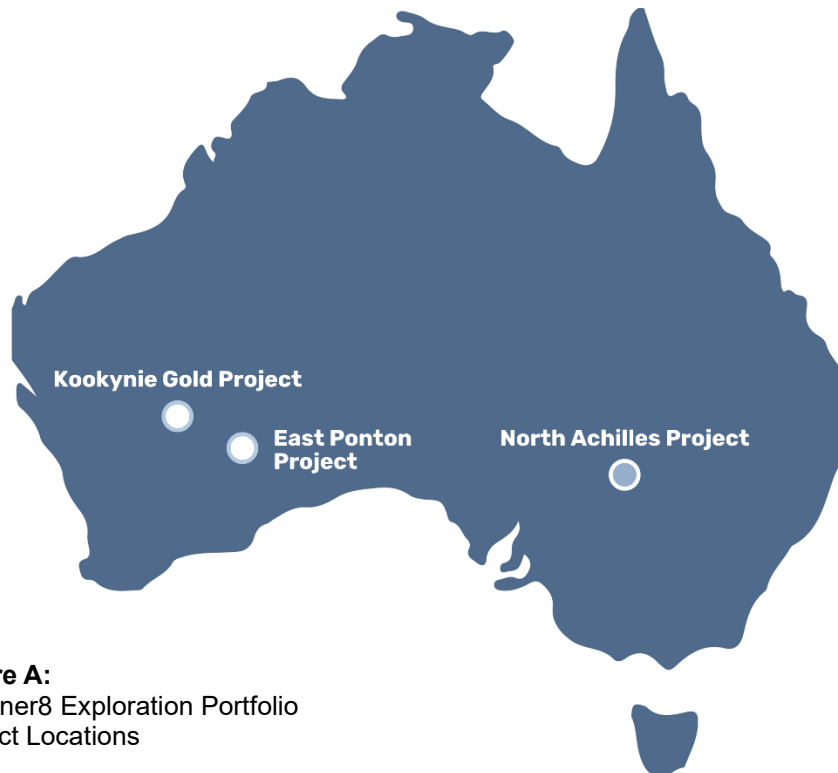 Kookynie Gold Project
East Ponton
Project
North Achilles Project
re A:
ner8 Exploration Portfolio
ct Locations